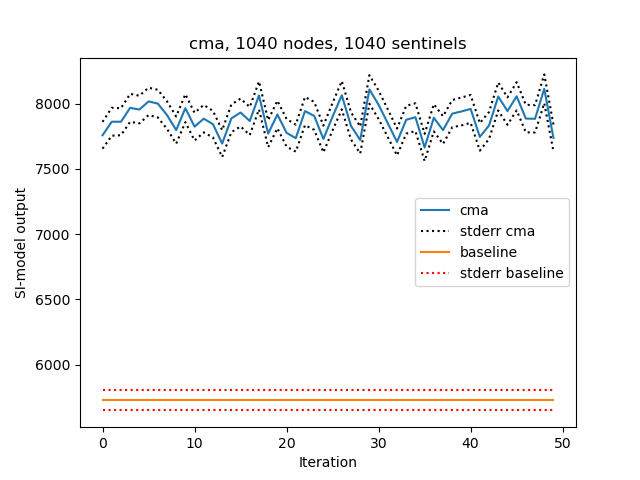 cma, 1040 nodes, 1040 sentinels
8000
7500
7000
6500
6000
SI-model output
cma
stderr cma
baseline
stderr baseline
0 10 20 30 40 50
Iteration